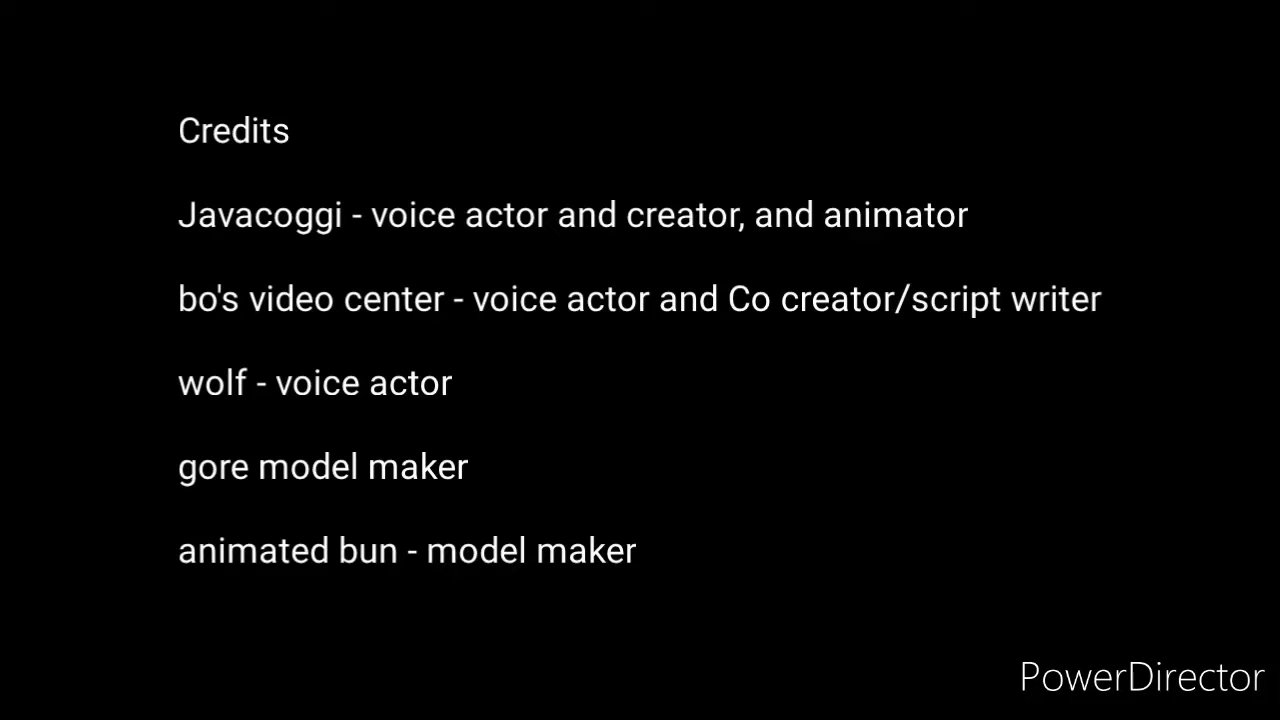 Credits
Javacoggi - voice actor and creator, and animator
bo's video center - voice actor and Co creator/script writer
wolf - voice actor
gore model maker
animated bun - model maker
PowerDirector